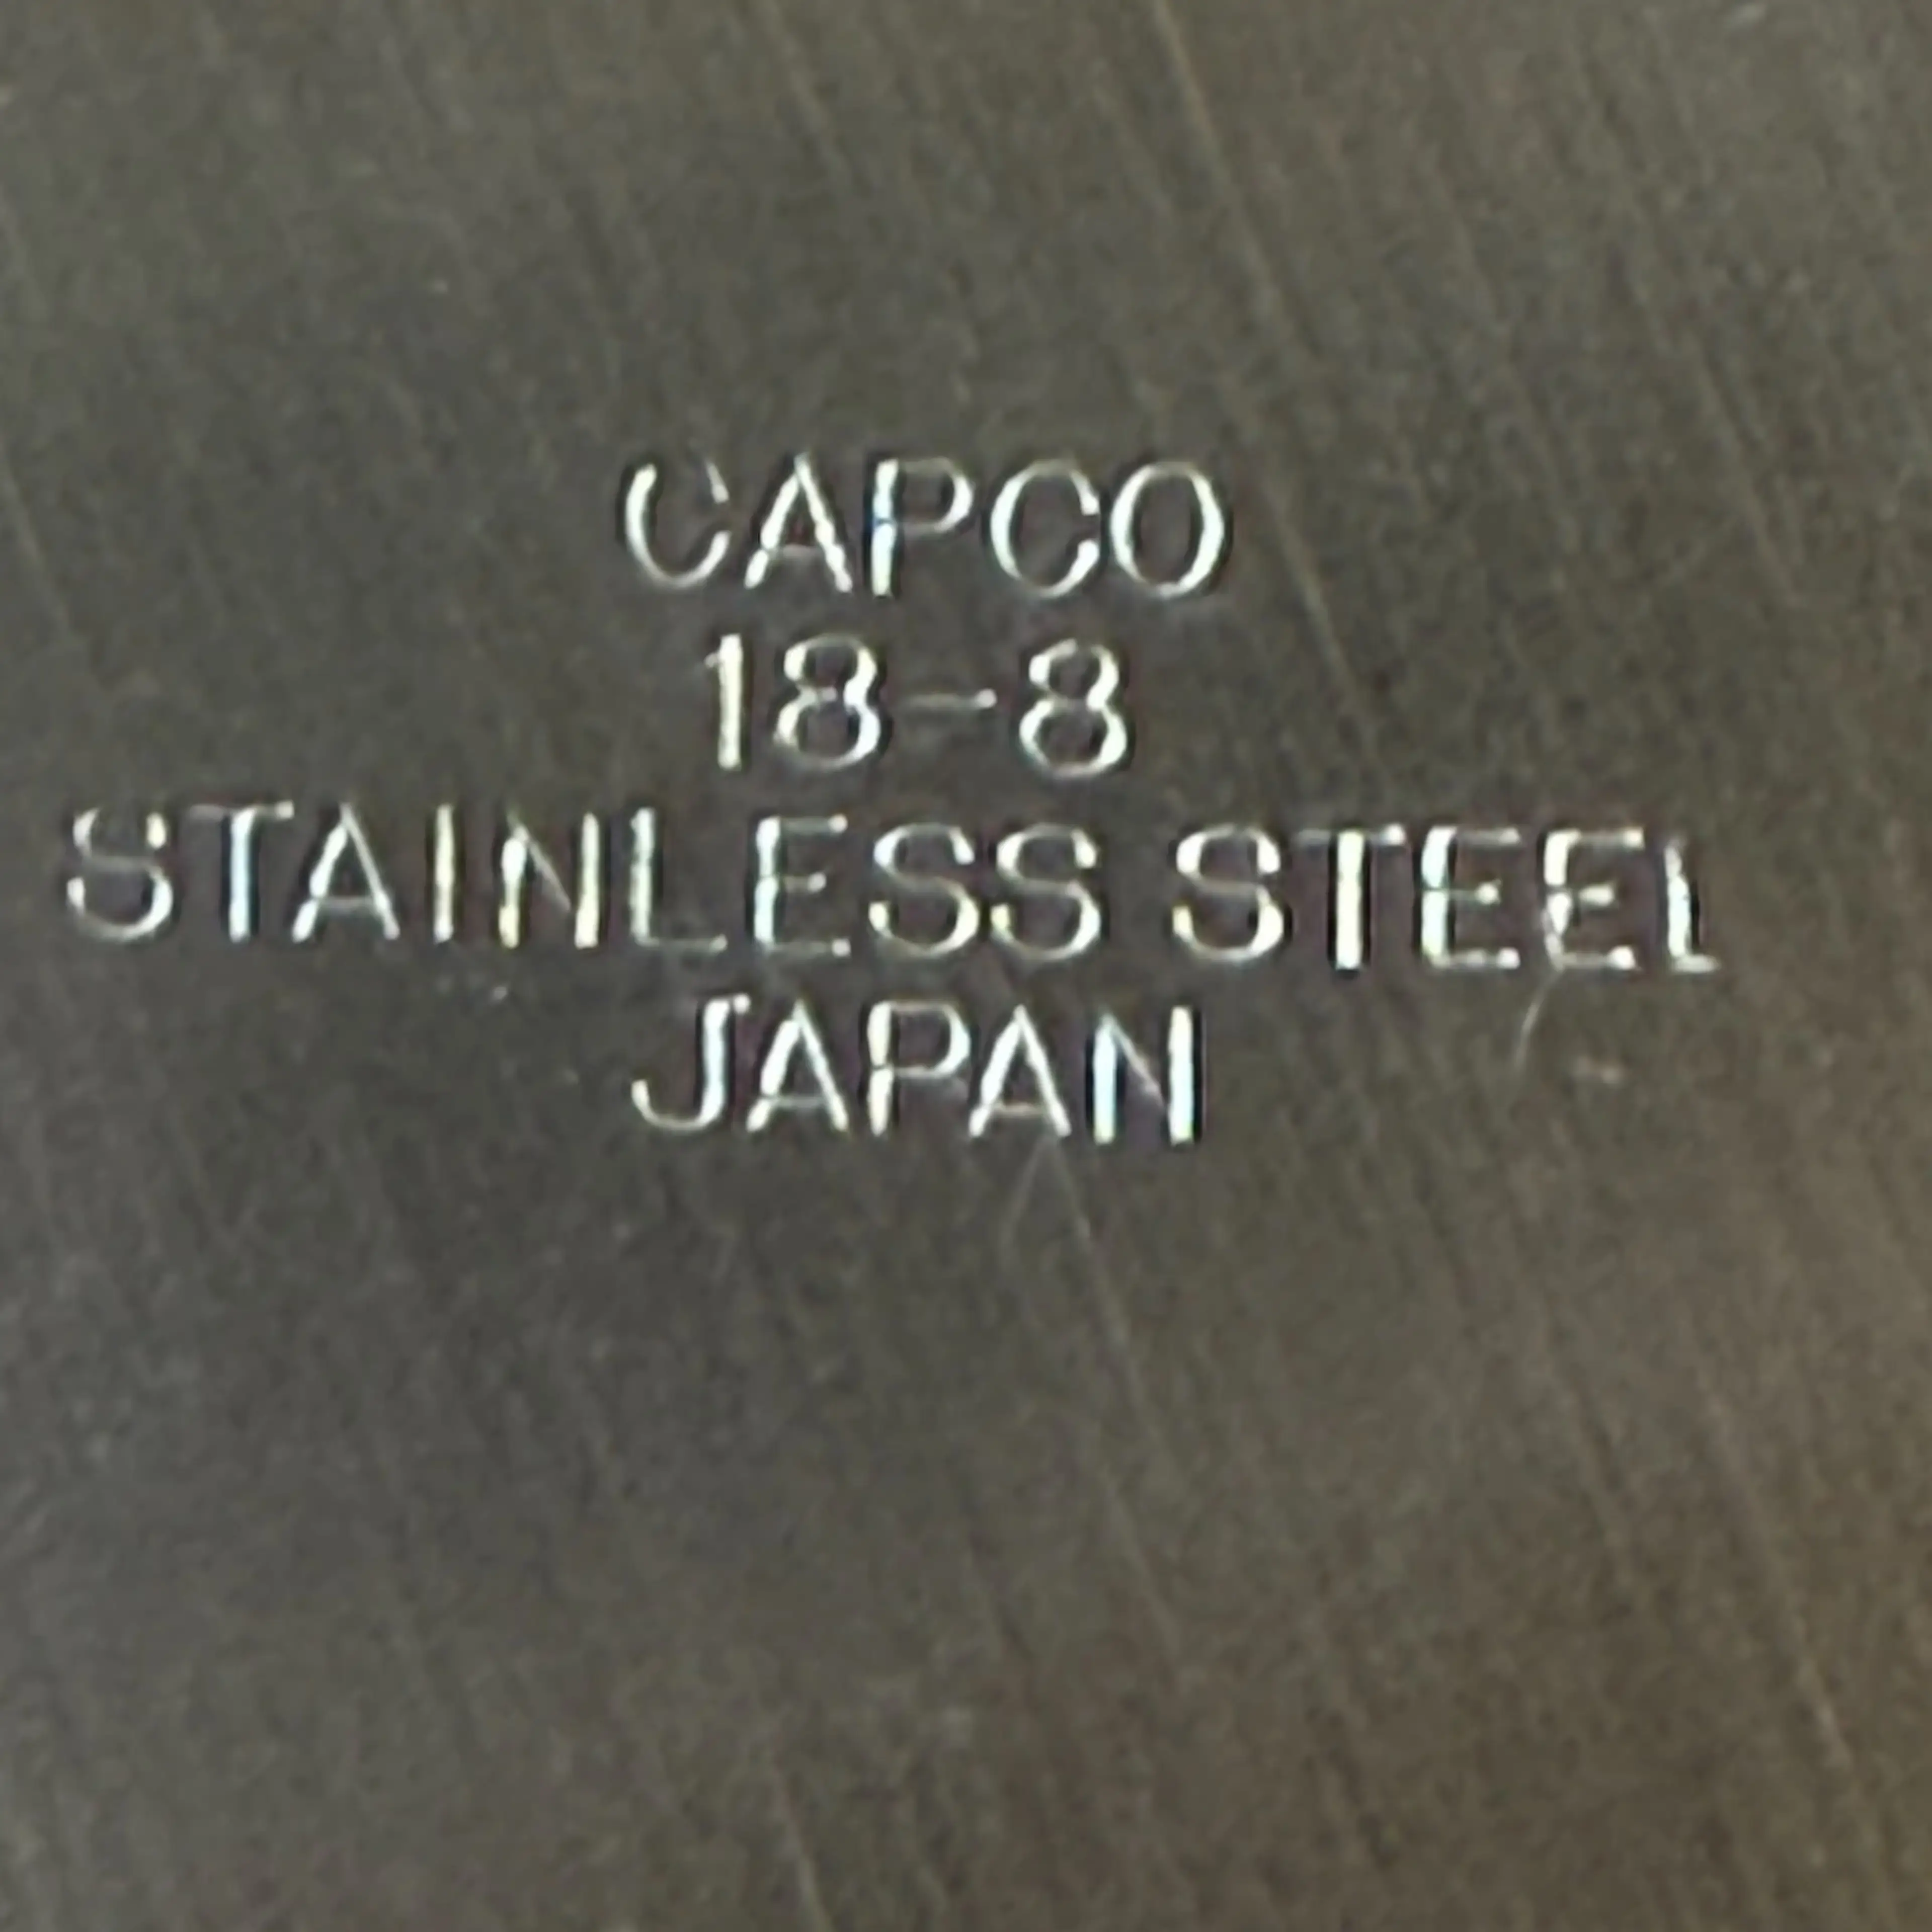 CAPCO
18-8
STAINLESS STEEL
JAPAN